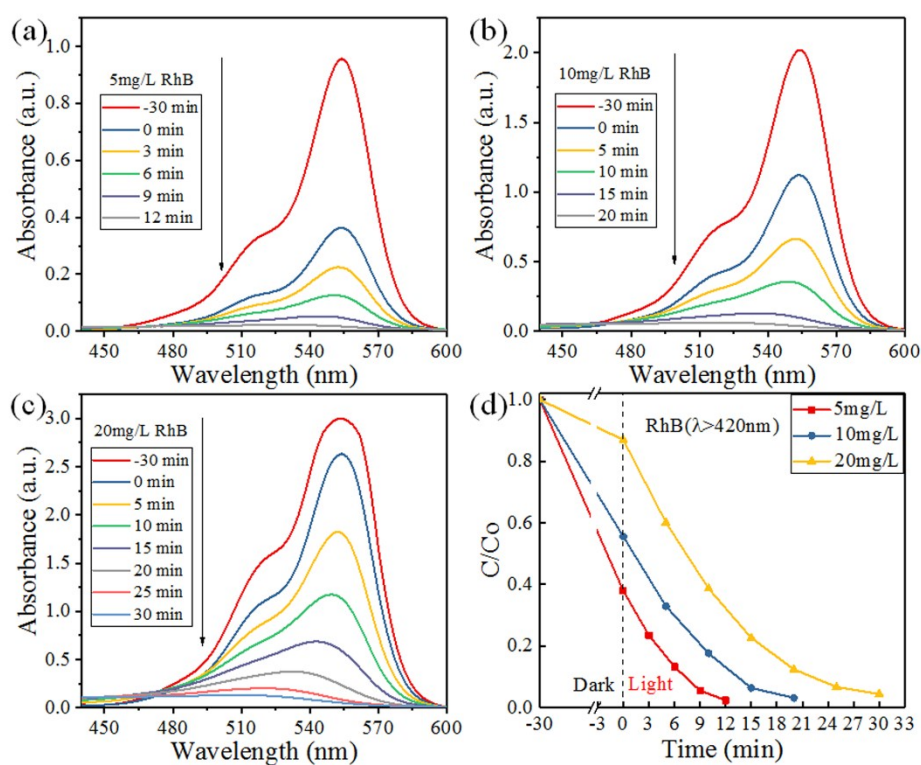 (a)
1.0
0.8
0.6
0.4
0.2
0.0
Absorbance (a.u.)
5mg/L RhB
-30 min
0 min
3 min
6 min
9 min
12 min
450 480 510 540 570 600
Wavelength (nm)
(b)
2.0
1.5
1.0
0.5
0.0
Absorbance (a.u.)
10mg/L RhB
-30 min
0 min
5 min
10 min
15 min
20 min
450 480 510 540 570 600
Wavelength (nm)
(c)
3.0
2.5
2.0
1.5
1.0
0.5
0.0
Absorbance (a.u.)
20mg/L RhB
-30 min
0 min
5 min
10 min
15 min
20 min
25 min
30 min
450 480 510 540 570 600
Wavelength (nm)
(d)
1.0
0.8
0.6
0.4
0.2
0.0
C/Co
RhB(λ>420nm)
5mg/L
10mg/L
20mg/L
Dark Light
-30 -3 0 3 6 9 12 15 18 21 24 27 30 33
Time (min)